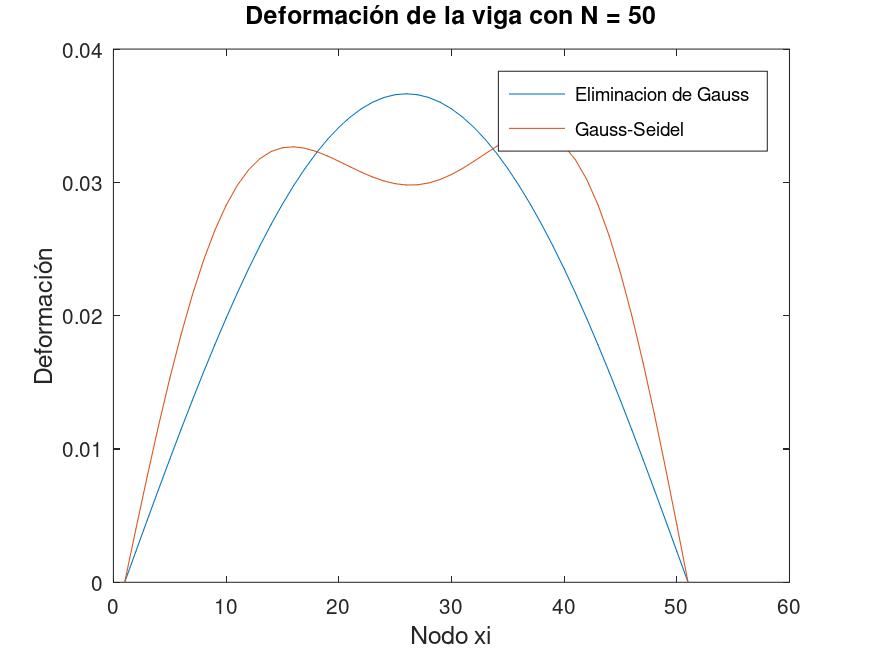 Deformación de la viga con N = 50
0.04
0.03
0.02
0.01
0
Deformación
Eliminacion de Gauss
Gauss-Seidel
0 10 20 30 40 50 60
Nodo xi